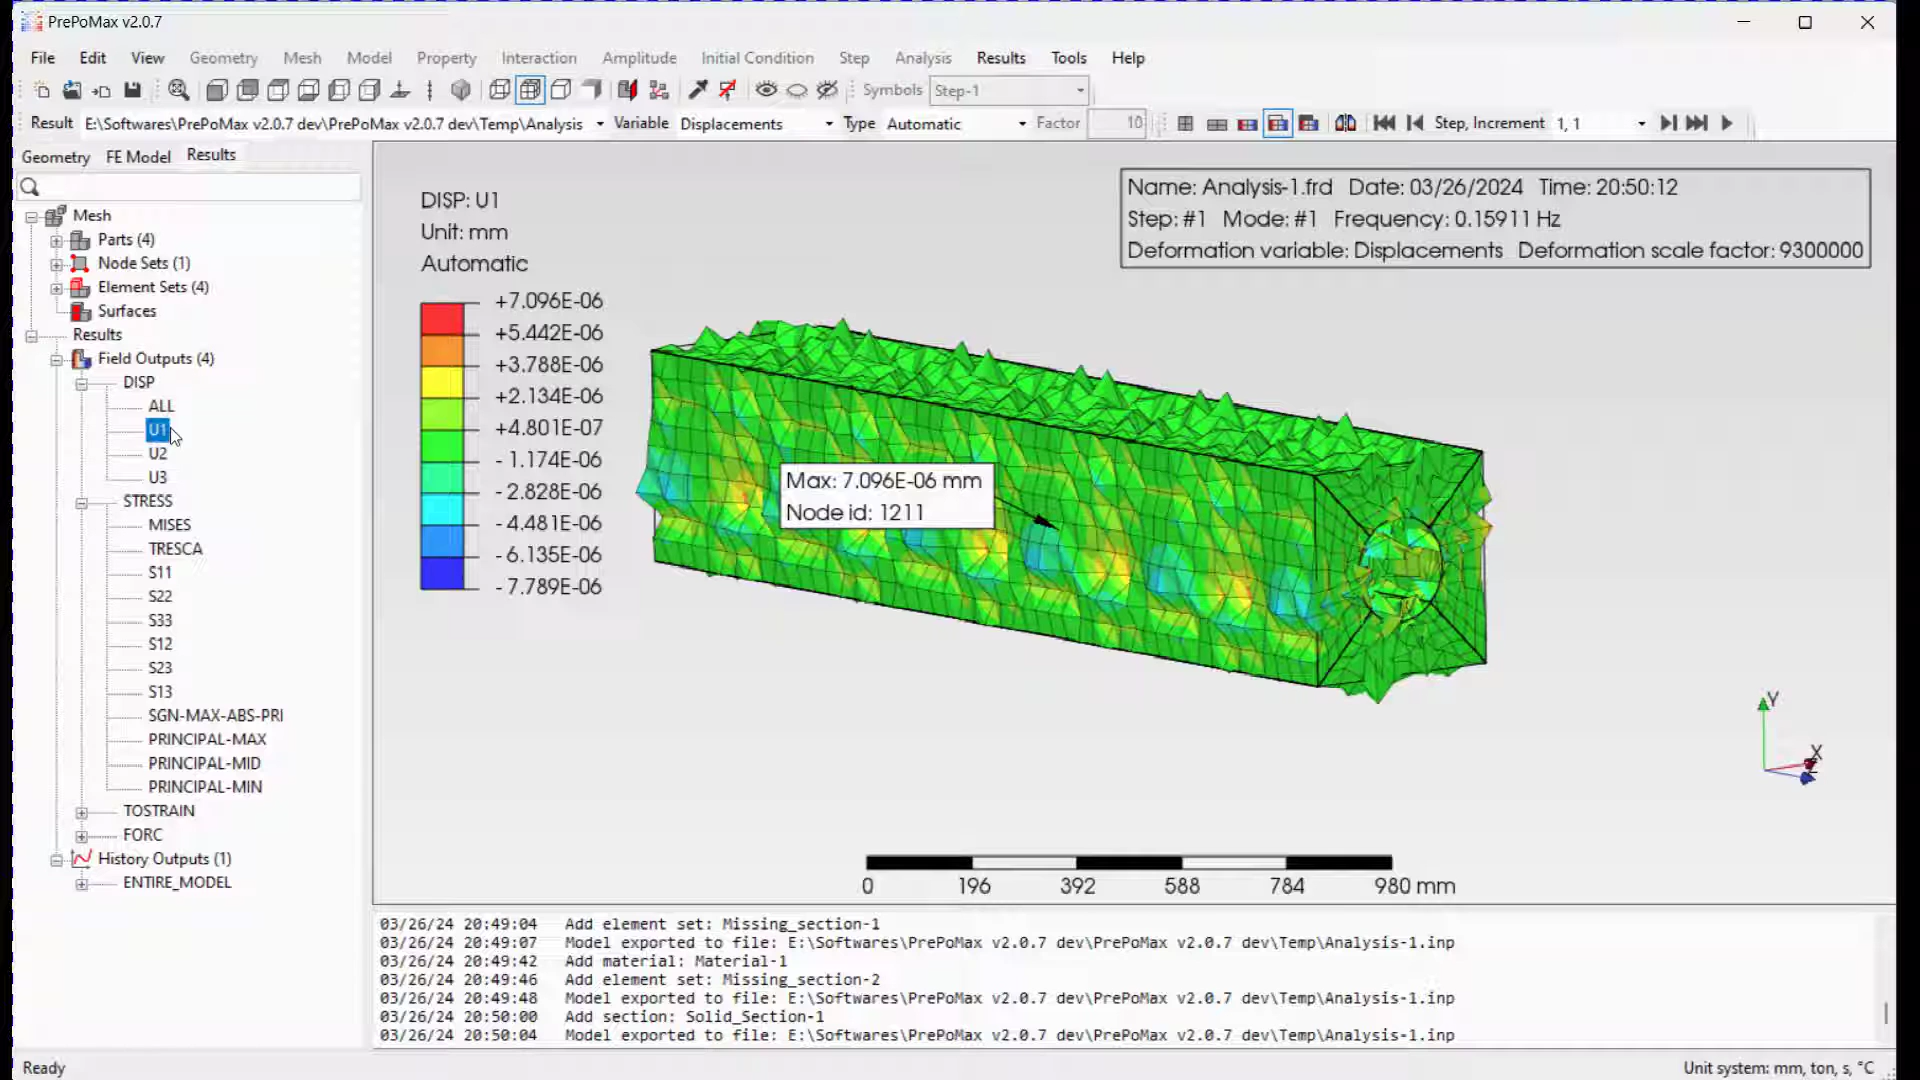 PrePoMax v2.0.7
File Edit View Geometry Mesh Model Property Interaction Amplitude Initial Condition Step Analysis Results Tools Help
Symbols Step-1
Result E:\Softwares\PrePoMax v2.0.7 dev\PrePoMax v2.0.7 dev\Temp\Analysis Variable Displacements Type Automatic Factor 10 Step, Increment 1, 1
Geometry FE Model Results
Mesh
Parts (4)
Node Sets (1)
Element Sets (4)
Surfaces
Results
Field Outputs (4)
DISP
ALL
U1
U2
U3
STRESS
MISES
TRESCA
S11
S22
S33
S12
S23
S13
SGN-MAX-ABS-PRI
PRINCIPAL-MAX
PRINCIPAL-MID
PRINCIPAL-MIN
TOSTRAIN
FORC
History Outputs (1)
ENTIRE_MODEL
DISP: U1
Unit: mm
Automatic
+7.096E-06
+5.442E-06
+3.788E-06
+2.134E-06
+4.801E-07
-1.174E-06
-2.828E-06
-4.481E-06
-6.135E-06
-7.789E-06
Name: Analysis-1.frd Date: 03/26/2024 Time: 20:50:12
Step: #1 Mode: #1 Frequency: 0.15911 Hz
Deformation variable: Displacements Deformation scale factor: 9300000
Max: 7.096E-06 mm
Node id: 1211
Y
X
Z
0 196 392 588 784 980 mm
03/26/24 20:49:04 Add element set: Missing_section-1
03/26/24 20:49:07 Model exported to file: E:\Softwares\PrePoMax v2.0.7 dev\PrePoMax v2.0.7 dev\Temp\Analysis-1.inp
03/26/24 20:49:42 Add material: Material-1
03/26/24 20:49:46 Add element set: Missing_section-2
03/26/24 20:49:48 Model exported to file: E:\Softwares\PrePoMax v2.0.7 dev\PrePoMax v2.0.7 dev\Temp\Analysis-1.inp
03/26/24 20:50:00 Add section: Solid_Section-1
03/26/24 20:50:04 Model exported to file: E:\Softwares\PrePoMax v2.0.7 dev\PrePoMax v2.0.7 dev\Temp\Analysis-1.inp
Ready
Unit system: mm, ton, s, °C